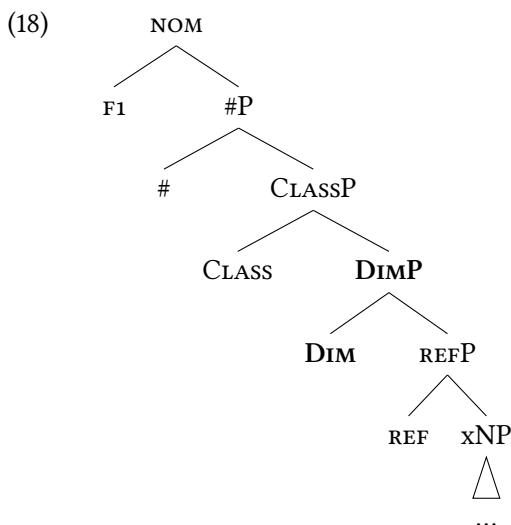 (18) NOM
F1 #P
# CLASSP
CLASS DIMP
DIM REFP
REF xNP
...